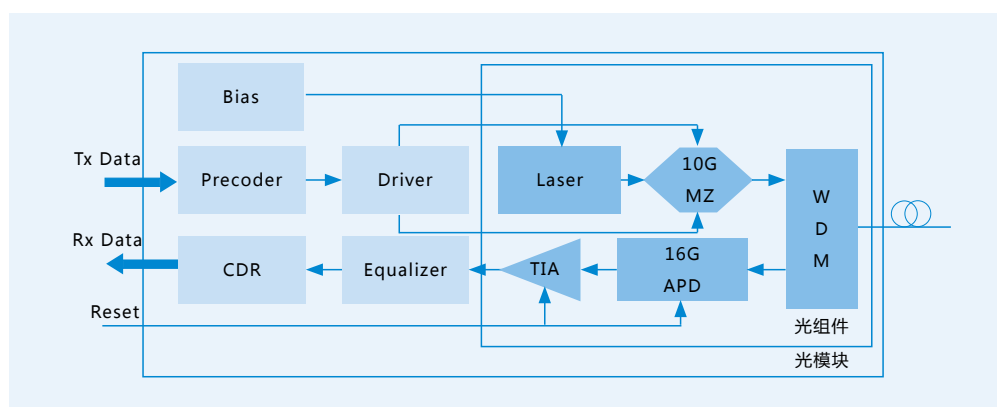 Bias
Tx Data
Precoder
Driver
Laser
10G
MZ
W
D
M
Rx Data
CDR
Equalizer
TIA
16G
APD
Reset
光组件
光模块